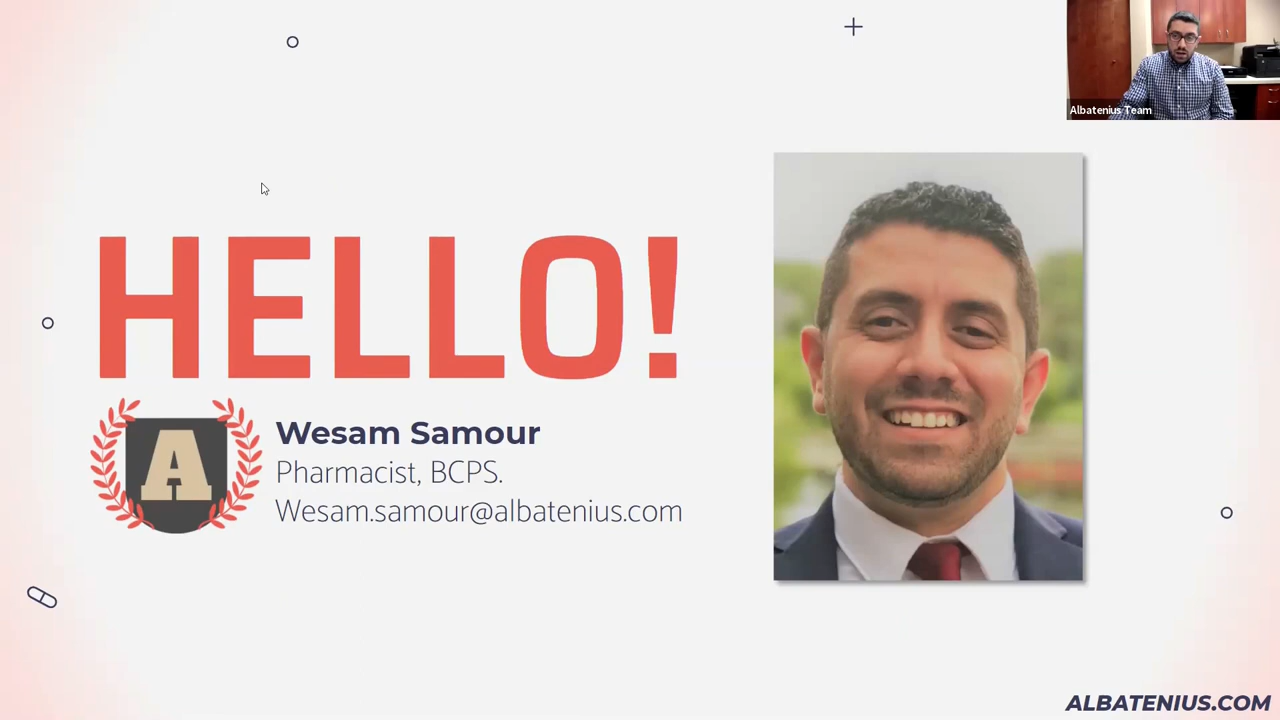 Albatenius Team
HELLO!
A
Wesam Samour
Pharmacist, BCPS.
Wesam.samour@albatenius.com
ALBATENIUS.COM